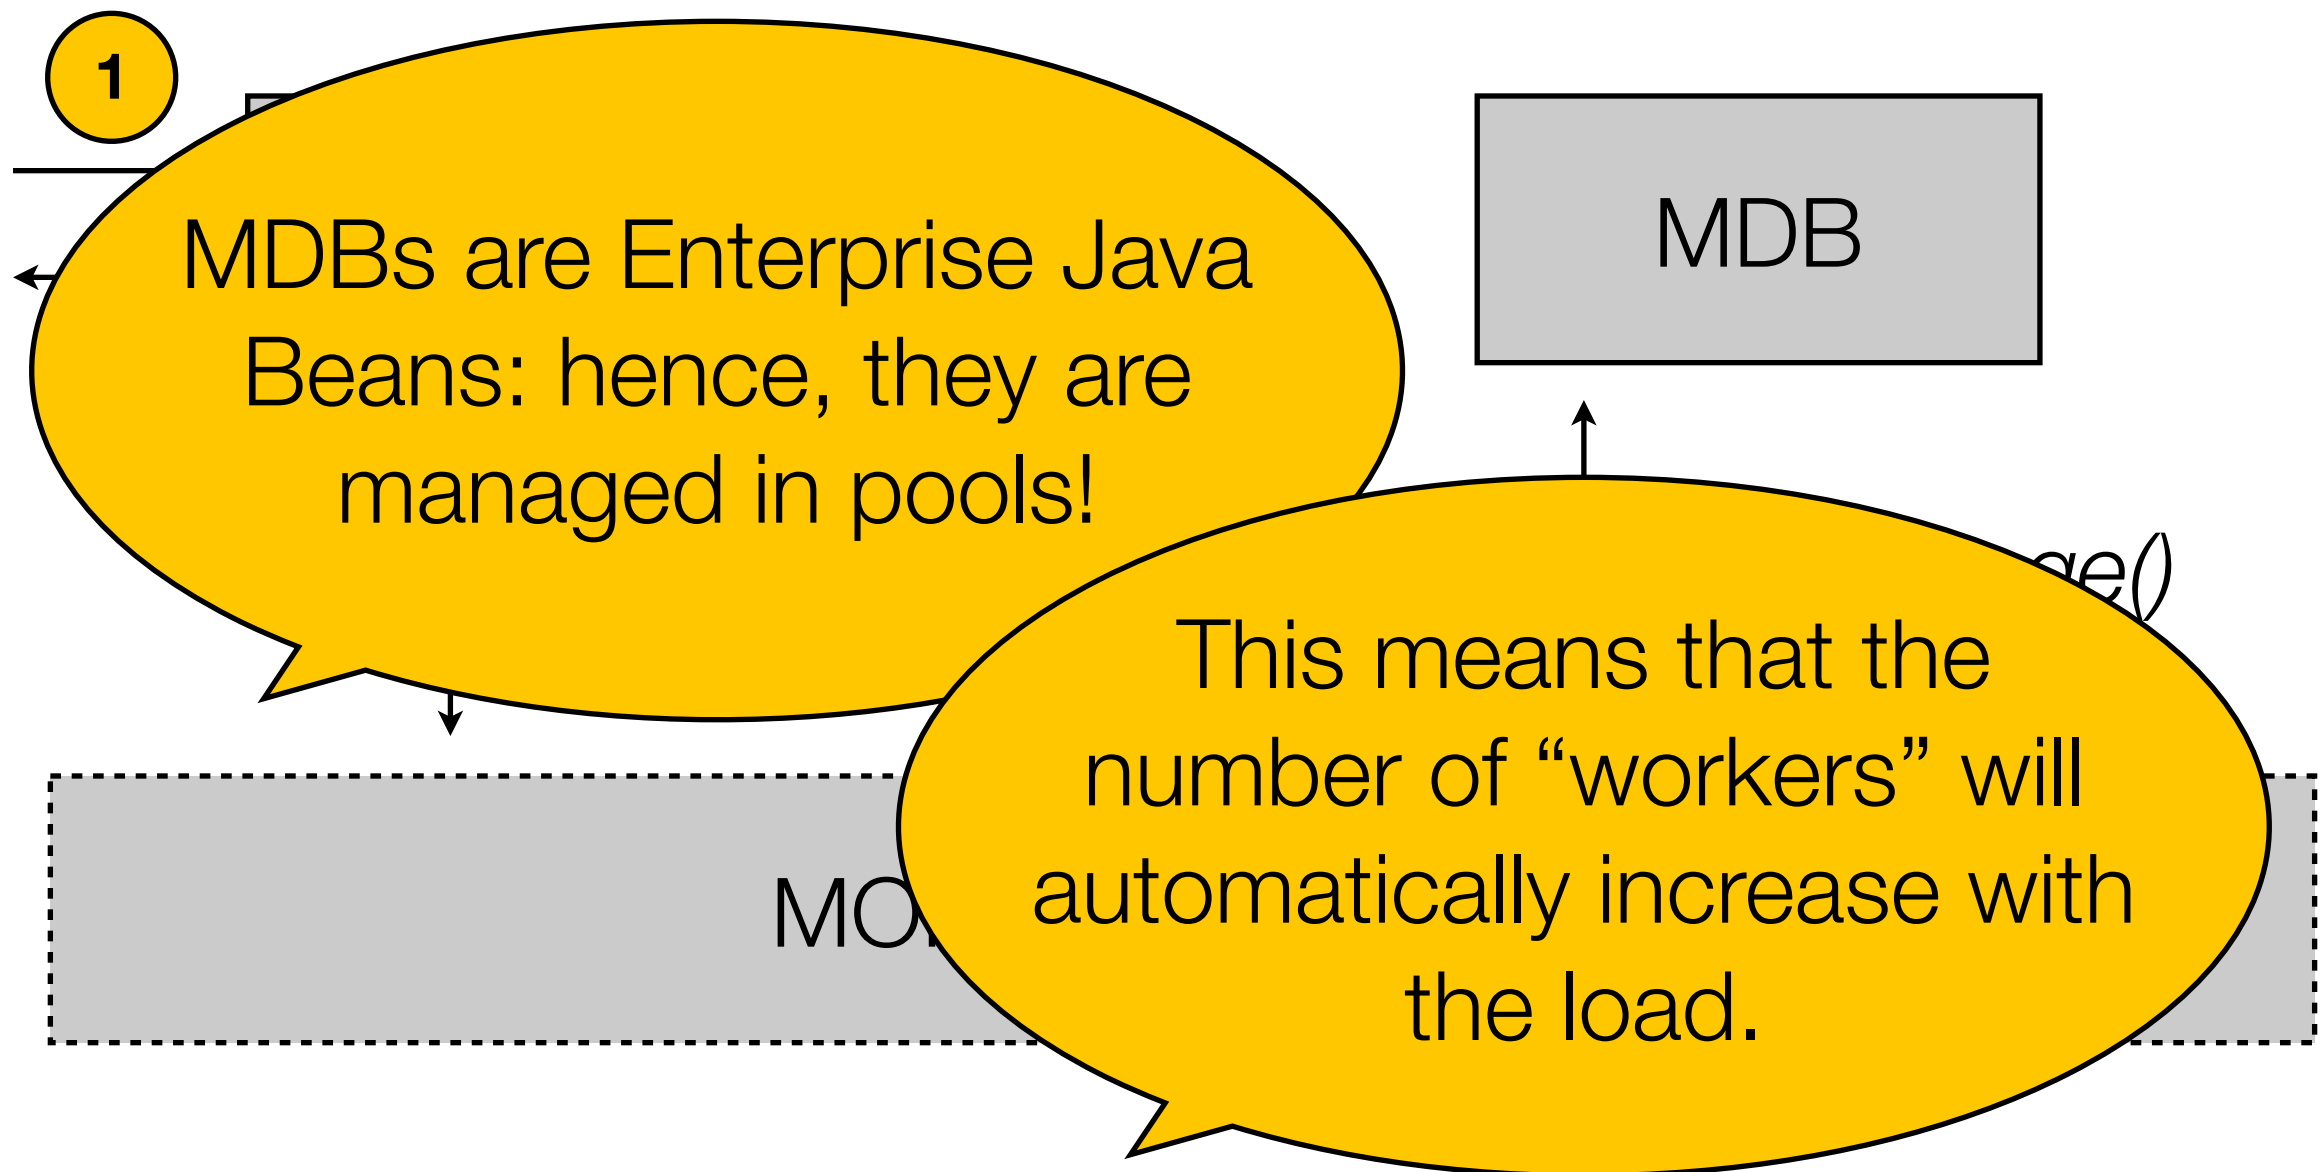 1
MDBs are Enterprise Java
Beans: hence, they are
managed in pools!
MDB
This means that the
number of “workers” will
automatically increase with
the load.